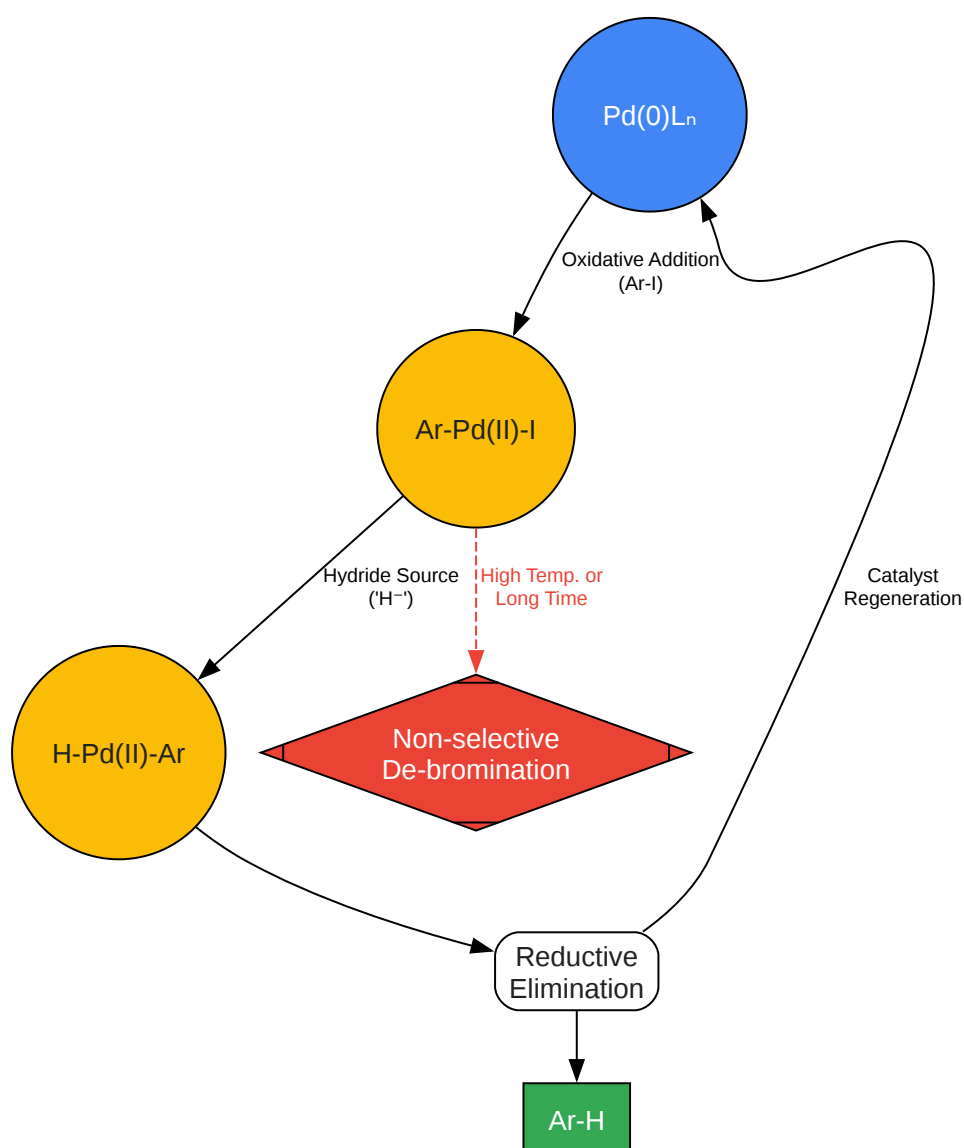 Pd(0)Lₙ
Oxidative Addition
(Ar-I)
Ar-Pd(II)-I
Hydride Source
('H⁻')
High Temp. or
Long Time
Catalyst
Regeneration
H-Pd(II)-Ar
Non-selective
De-bromination
Reductive
Elimination
Ar-H